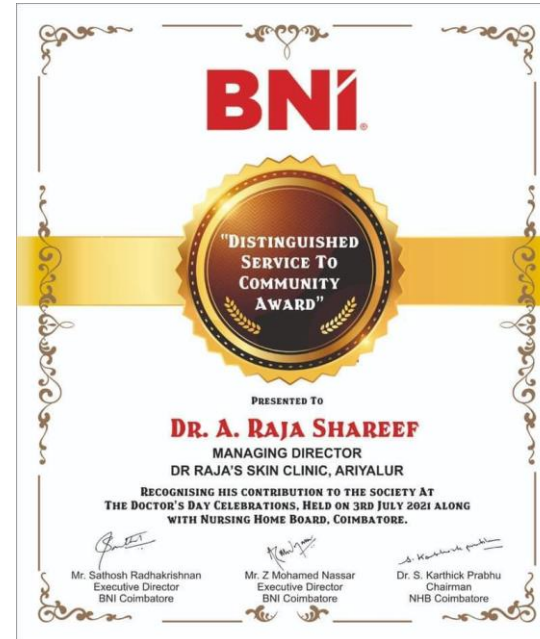 BNI®
"DISTINGUISHED
SERVICE TO
COMMUNITY
AWARD"
PRESENTED TO
DR. A. RAJA SHAREEF
MANAGING DIRECTOR
DR RAJA'S SKIN CLINIC, ARIYALUR
RECOGNISING HIS CONTRIBUTION TO THE SOCIETY AT
THE DOCTOR'S DAY CELEBRATIONS, HELD ON 3RD JULY 2021 ALONG
WITH NURSING HOME BOARD, COIMBATORE.
S. Karthick prabhu
Mr. Sathosh Radhakrishnan Mr. Z Mohamed Nassar Dr. S. Karthick Prabhu
Executive Director Executive Director Chairman
BNI Coimbatore BNI Coimbatore NHB Coimbatore